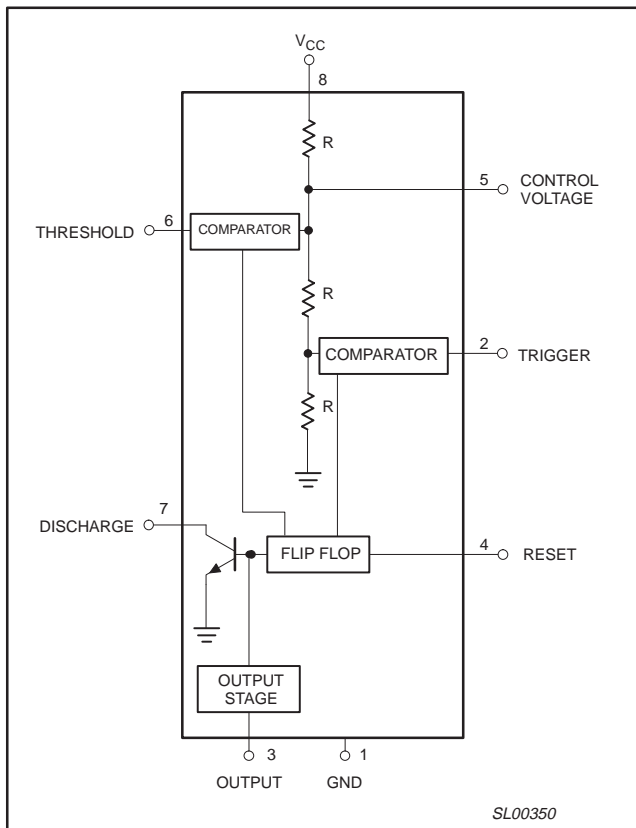 VCC
8
R
5
CONTROL
VOLTAGE
6
THRESHOLD
COMPARATOR
R
2
COMPARATOR
TRIGGER
R
7
DISCHARGE
4
FLIP FLOP
RESET
OUTPUT
STAGE
3
1
OUTPUT
GND
SL00350